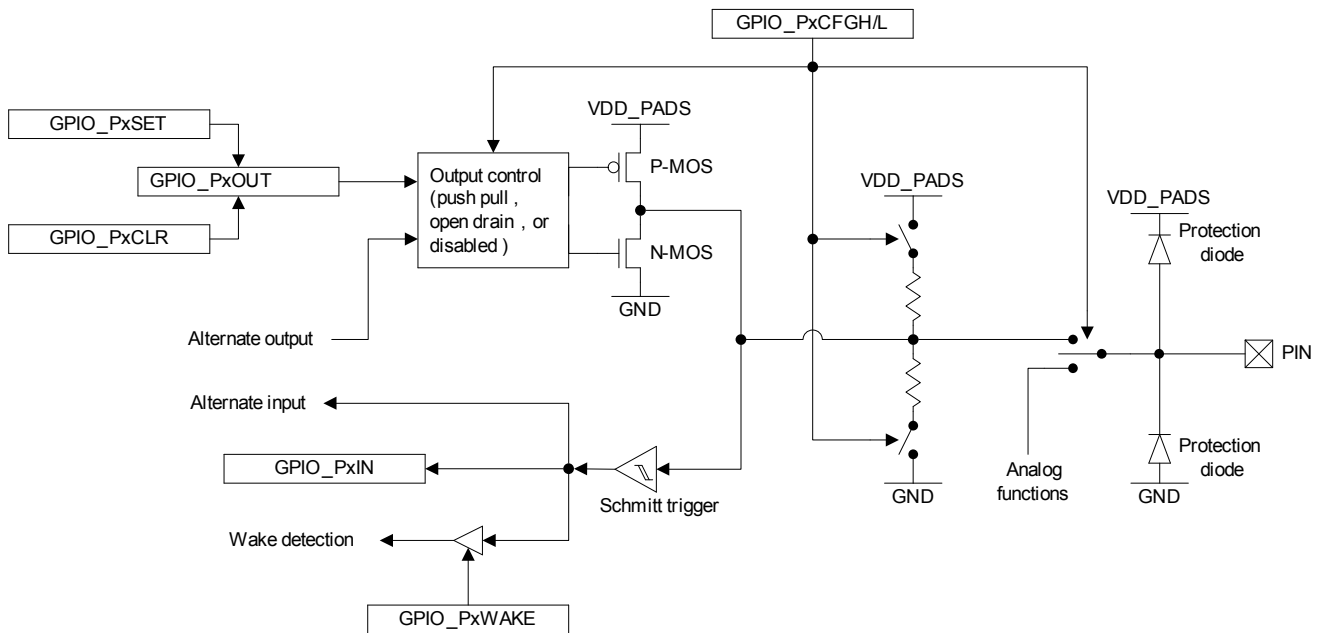 GPIO_PxCFGH/L
VDD_PADS
GPIO_PxSET
GPIO_PxOUT
GPIO_PxCLR
Output control
(push pull ,
open drain , or
disabled )
P-MOS
N-MOS
GND
VDD_PADS
VDD_PADS
Protection
diode
Alternate output
PIN
Alternate input
GPIO_PxIN
Schmitt trigger
GND
Analog
functions
Protection
diode
GND
Wake detection
GPIO_PxWAKE